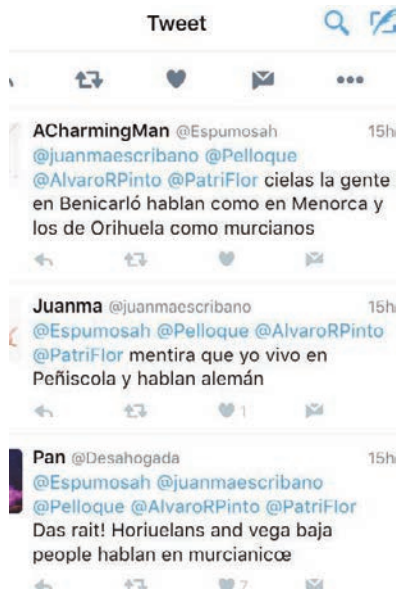 Tweet
ACharmingMan @Espumosah 15h
@juanmaescribano @Pelloque
@AlvaroRPinto @PatriFlor cielas la gente
en Benicarló hablan como en Menorca y
los de Orihuela como murcianos
Juanma @juanmaescribano 15h
@Espumosah @Pelloque @AlvaroRPinto
@PatriFlor mentira que yo vivo en
Peñiscola y hablan alemán
1
Pan @Desahogada 15h
@Espumosah @juanmaescribano
@Pelloque @AlvaroRPinto @PatriFlor
Das rait! Horiuelans and vega baja
people hablan en murcianicœ
7